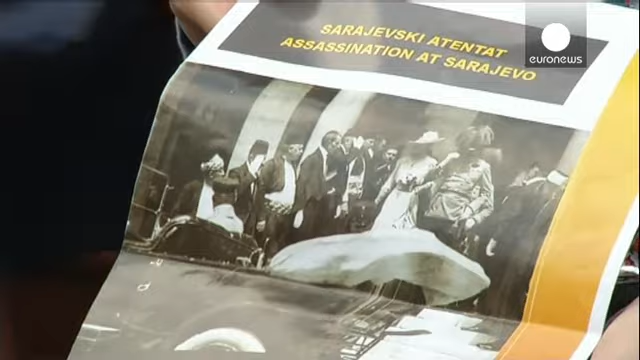 SARAJEVSKI ATENTAT
ASSASSINATION AT SARAJEVO
euronews